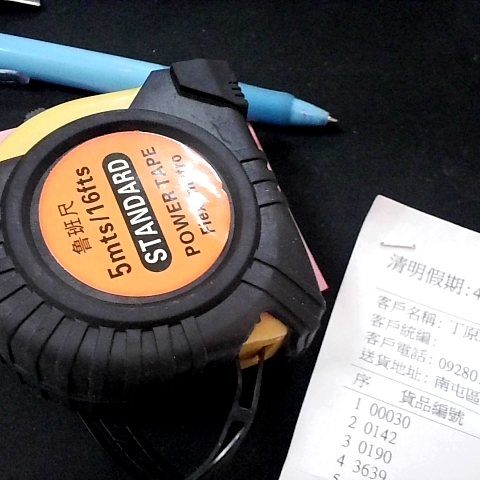 魯班尺
5mts/16fts
STANDARD
POWER TAPE
清明假期:4
客戶名稱: 丁原
客戶統編:
客戶電話: 09280
送貨地址: 南屯區
序 貨品編號
1 00030
2 0142
3 0190
4 3639